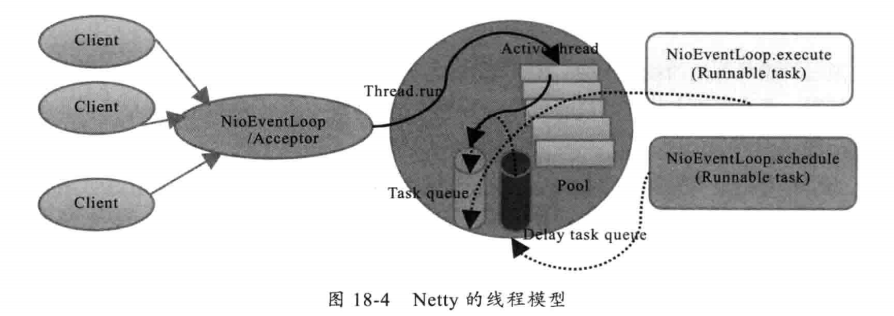 Client
Client
Client
NioEventLoop
/Acceptor
Thread.run
Active thread
Task queue
Pool
Delay task queue
NioEventLoop.execute
(Runnable task)
NioEventLoop.schedule
(Runnable task)
图 18-4 Netty 的线程模型